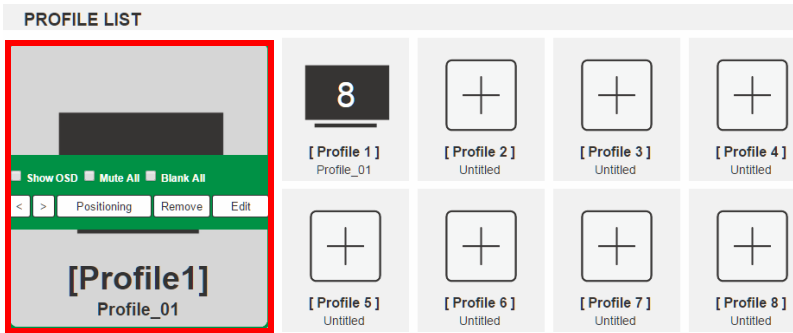 PROFILE LIST
Show OSD Mute All Blank All
< > Positioning Remove Edit
[Profile1]
Profile_01
8
[ Profile 1 ] [ Profile 2 ] [ Profile 3 ] [ Profile 4 ]
Profile_01 Untitled Untitled Untitled
[ Profile 5 ] [ Profile 6 ] [ Profile 7 ] [ Profile 8 ]
Untitled Untitled Untitled Untitled